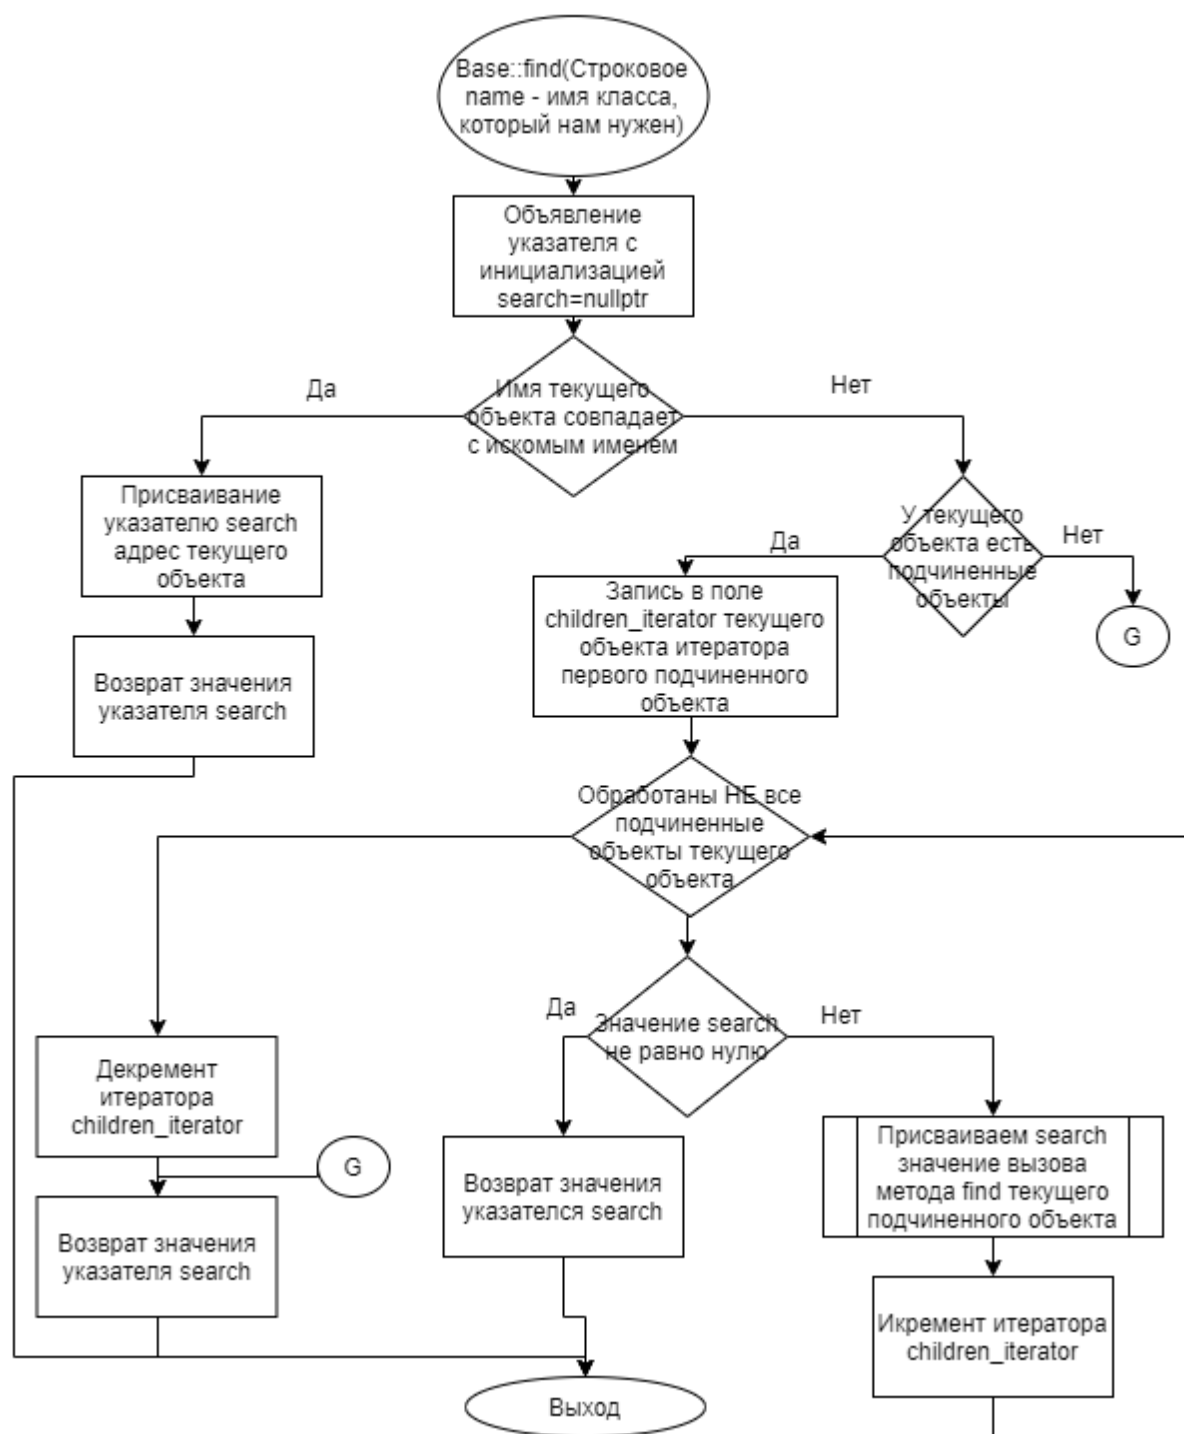 Base::find(Строковое
name - имя класса,
который нам нужен)
Объявление
указателя с
инициализацией
search=nullptr
Да
Имя текущего
объекта совпадает
с искомым именем
Нет
Присваивание
указателю search
адрес текущего
объекта
Возврат значения
указателя search
У текущего
объекта есть
подчиненные
объекты
Да
Нет
G
Запись в поле
children_iterator текущего
объекта итератора
первого подчиненного
объекта
Обработаны НЕ все
подчиненные
объекты текущего
объекта
Да
Значение search
не равно нулю
Нет
Декремент
итератора
children_iterator
G
Возврат значения
указателя search
Возврат значения
указателся search
Присваиваем search
значение вызова
метода find текущего
подчиненного объекта
Икремент итератора
children_iterator
Выход